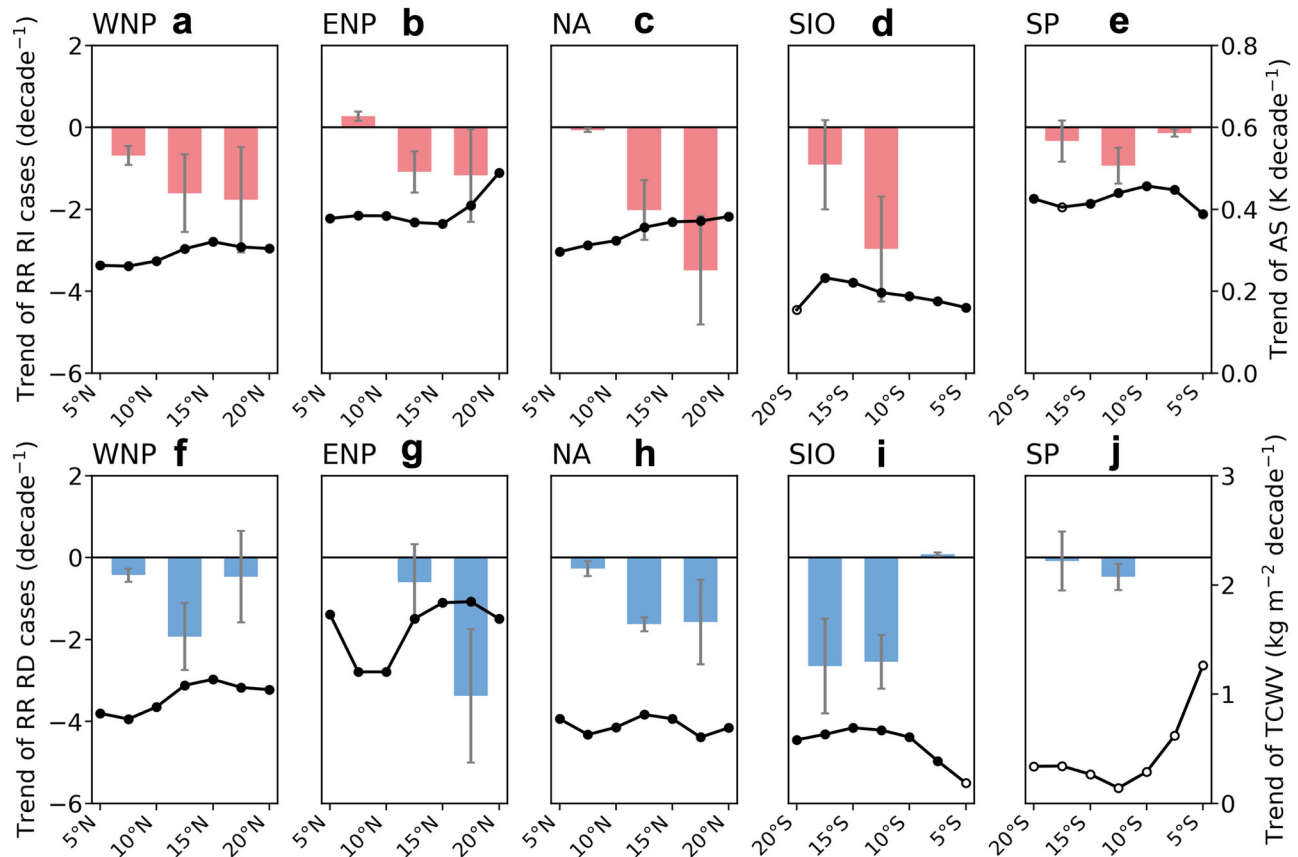 WNP a ENP b NA c SIO d SP e
Trend of RR RI cases (decade⁻¹)
2
0
−2
−4
−6
0.8
0.6
0.4
0.2
0.0
Trend of AS (K decade⁻¹)
5°N 10°N 15°N 20°N 5°N 10°N 15°N 20°N 5°N 10°N 15°N 20°N 20°S 15°S 10°S 5°S 20°S 15°S 10°S 5°S
WNP f ENP g NA h SIO i SP j
Trend of RR RD cases (decade⁻¹)
2
0
−2
−4
−6
3
2
1
0
Trend of TCWV (kg m⁻² decade⁻¹)
5°N 10°N 15°N 20°N 5°N 10°N 15°N 20°N 5°N 10°N 15°N 20°N 20°S 15°S 10°S 5°S 20°S 15°S 10°S 5°S